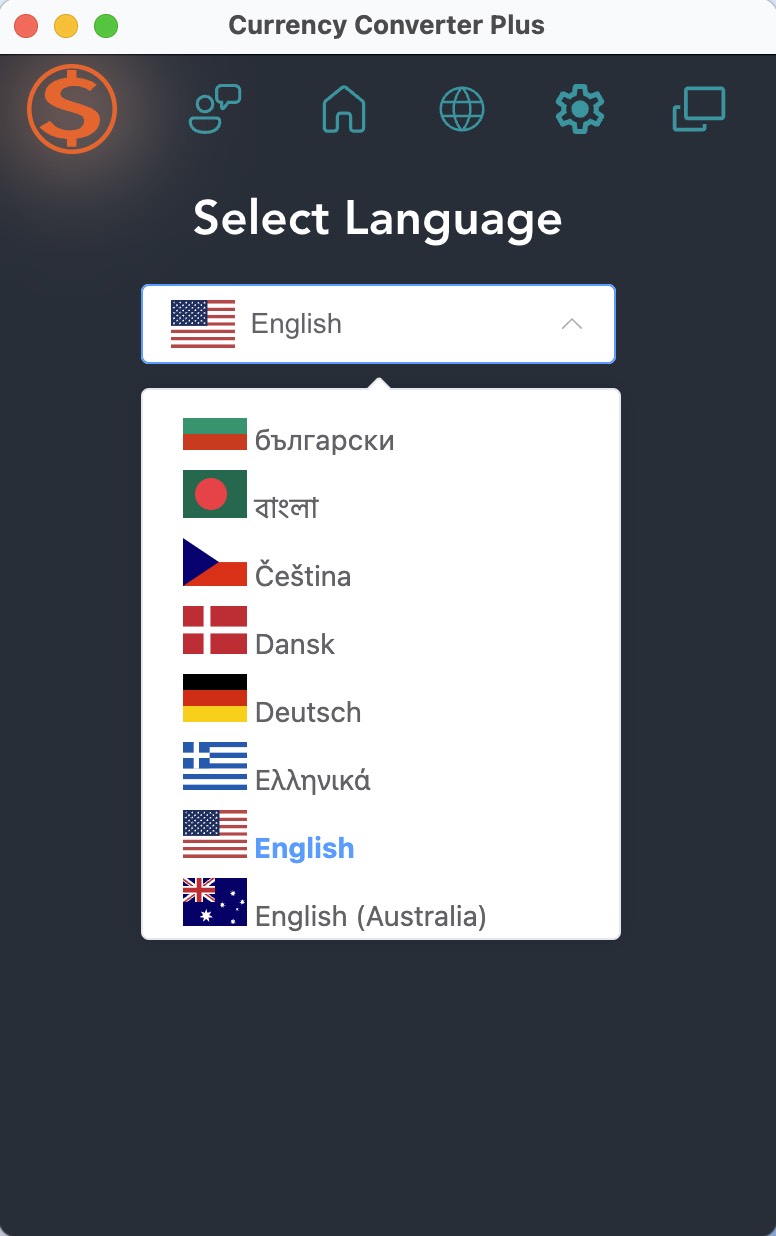 Currency Converter Plus
Select Language
English
български
বাংলা
Čeština
Dansk
Deutsch
Ελληνικά
English
English (Australia)